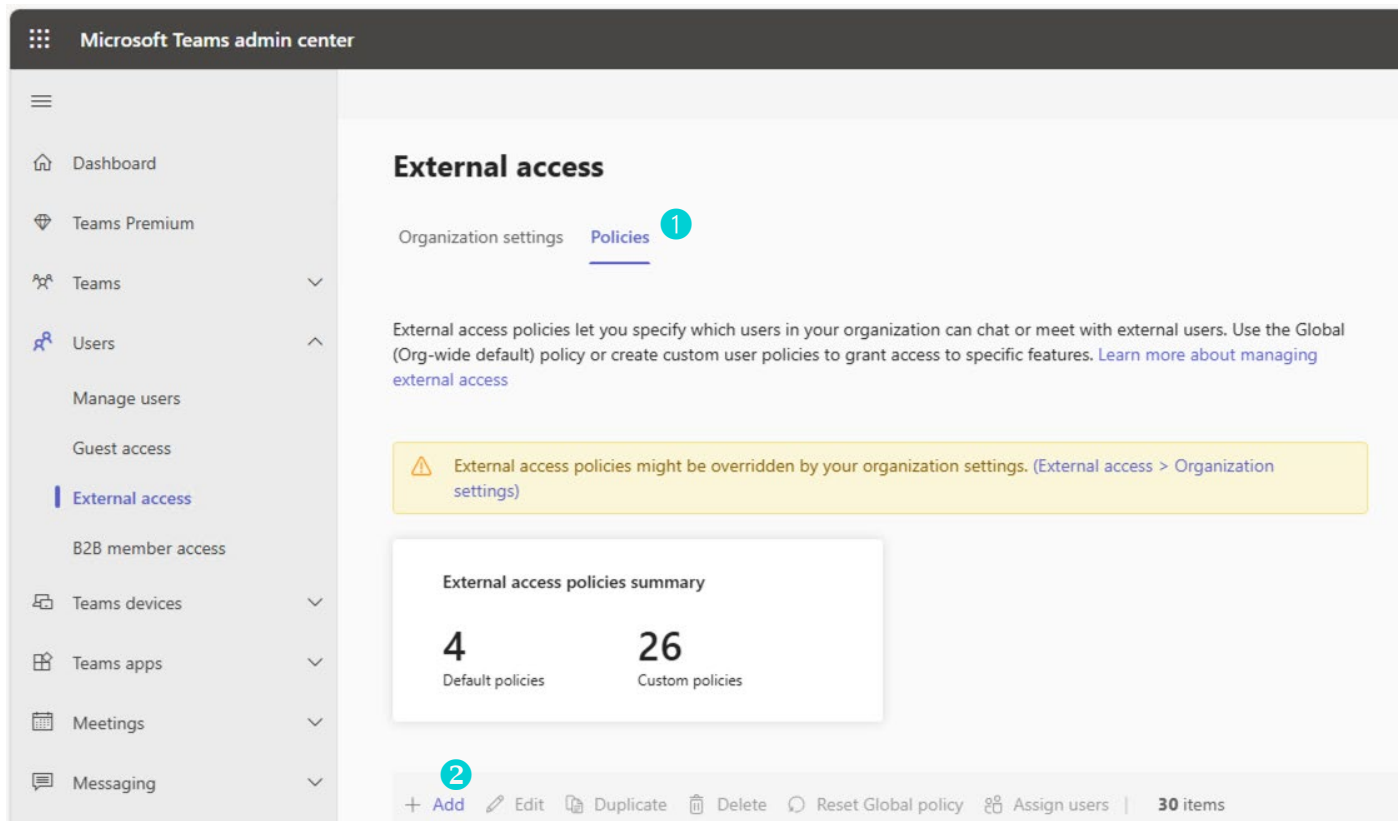 Microsoft Teams admin center
Dashboard
Teams Premium
Teams
Users
Manage users
Guest access
External access
B2B member access
Teams devices
Teams apps
Meetings
Messaging
External access
Organization settings Policies 1
External access policies let you specify which users in your organization can chat or meet with external users. Use the Global
(Org-wide default) policy or create custom user policies to grant access to specific features. Learn more about managing
external access
External access policies might be overridden by your organization settings. (External access > Organization
settings)
External access policies summary
4 26
Default policies Custom policies
2
+ Add Edit Duplicate Delete Reset Global policy Assign users | 30 items